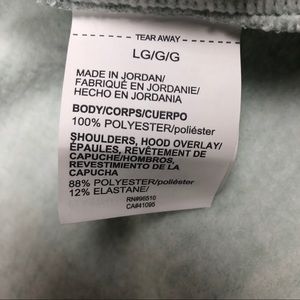 TEAR AWAY
LG/G/G
MADE IN JORDAN/
FABRIQUÉ EN JORDANIE/
HECHO EN JORDANIA
BODY/CORPS/CUERPO
100% POLYESTER/poliéster
SHOULDERS, HOOD OVERLAY/
ÉPAULES, REVÊTEMENT DE
CAPUCHE/HOMBROS,
REVESTIMIENTO DE LA
CAPUCHA
88% POLYESTER/poliéster
12% ELASTANE/
RN#96510
CA#41095